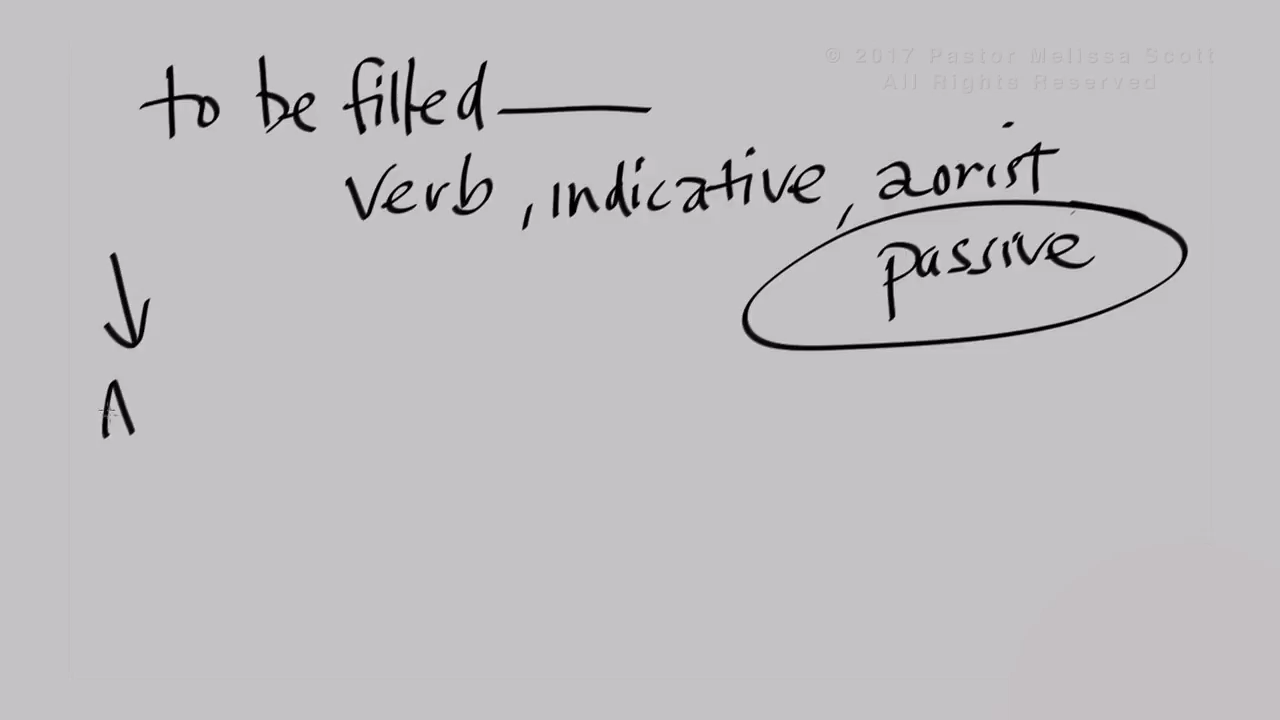 © 2017 Pastor Melissa Scott
All Rights Reserved
to be filled
verb, indicative, aorist
passive